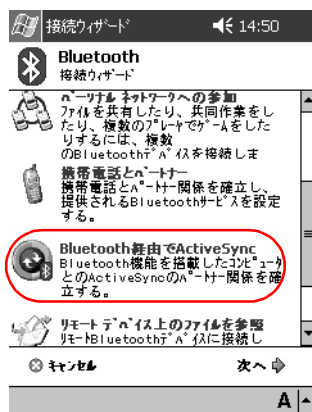 接続ウィザード 14:50
Bluetooth
接続ウィザード
パーソナル ネットワークへの参加
ファイルを共有したり、共同作業をし
たり、複数のプレーヤでゲームをした
りするには、複数
のBluetoothデバイスを接続しま
携帯電話とパートナー
携帯電話とパートナー関係を確立し、
提供されるBluetoothサービスを設定
する。
Bluetooth経由でActiveSync
Bluetooth機能を搭載したコンピュータ
とのActiveSyncのパートナー関係を確
立する。
リモート デバイス上のファイルを参照
リモートBluetoothデバイスに接続し
キャンセル 次へ
A